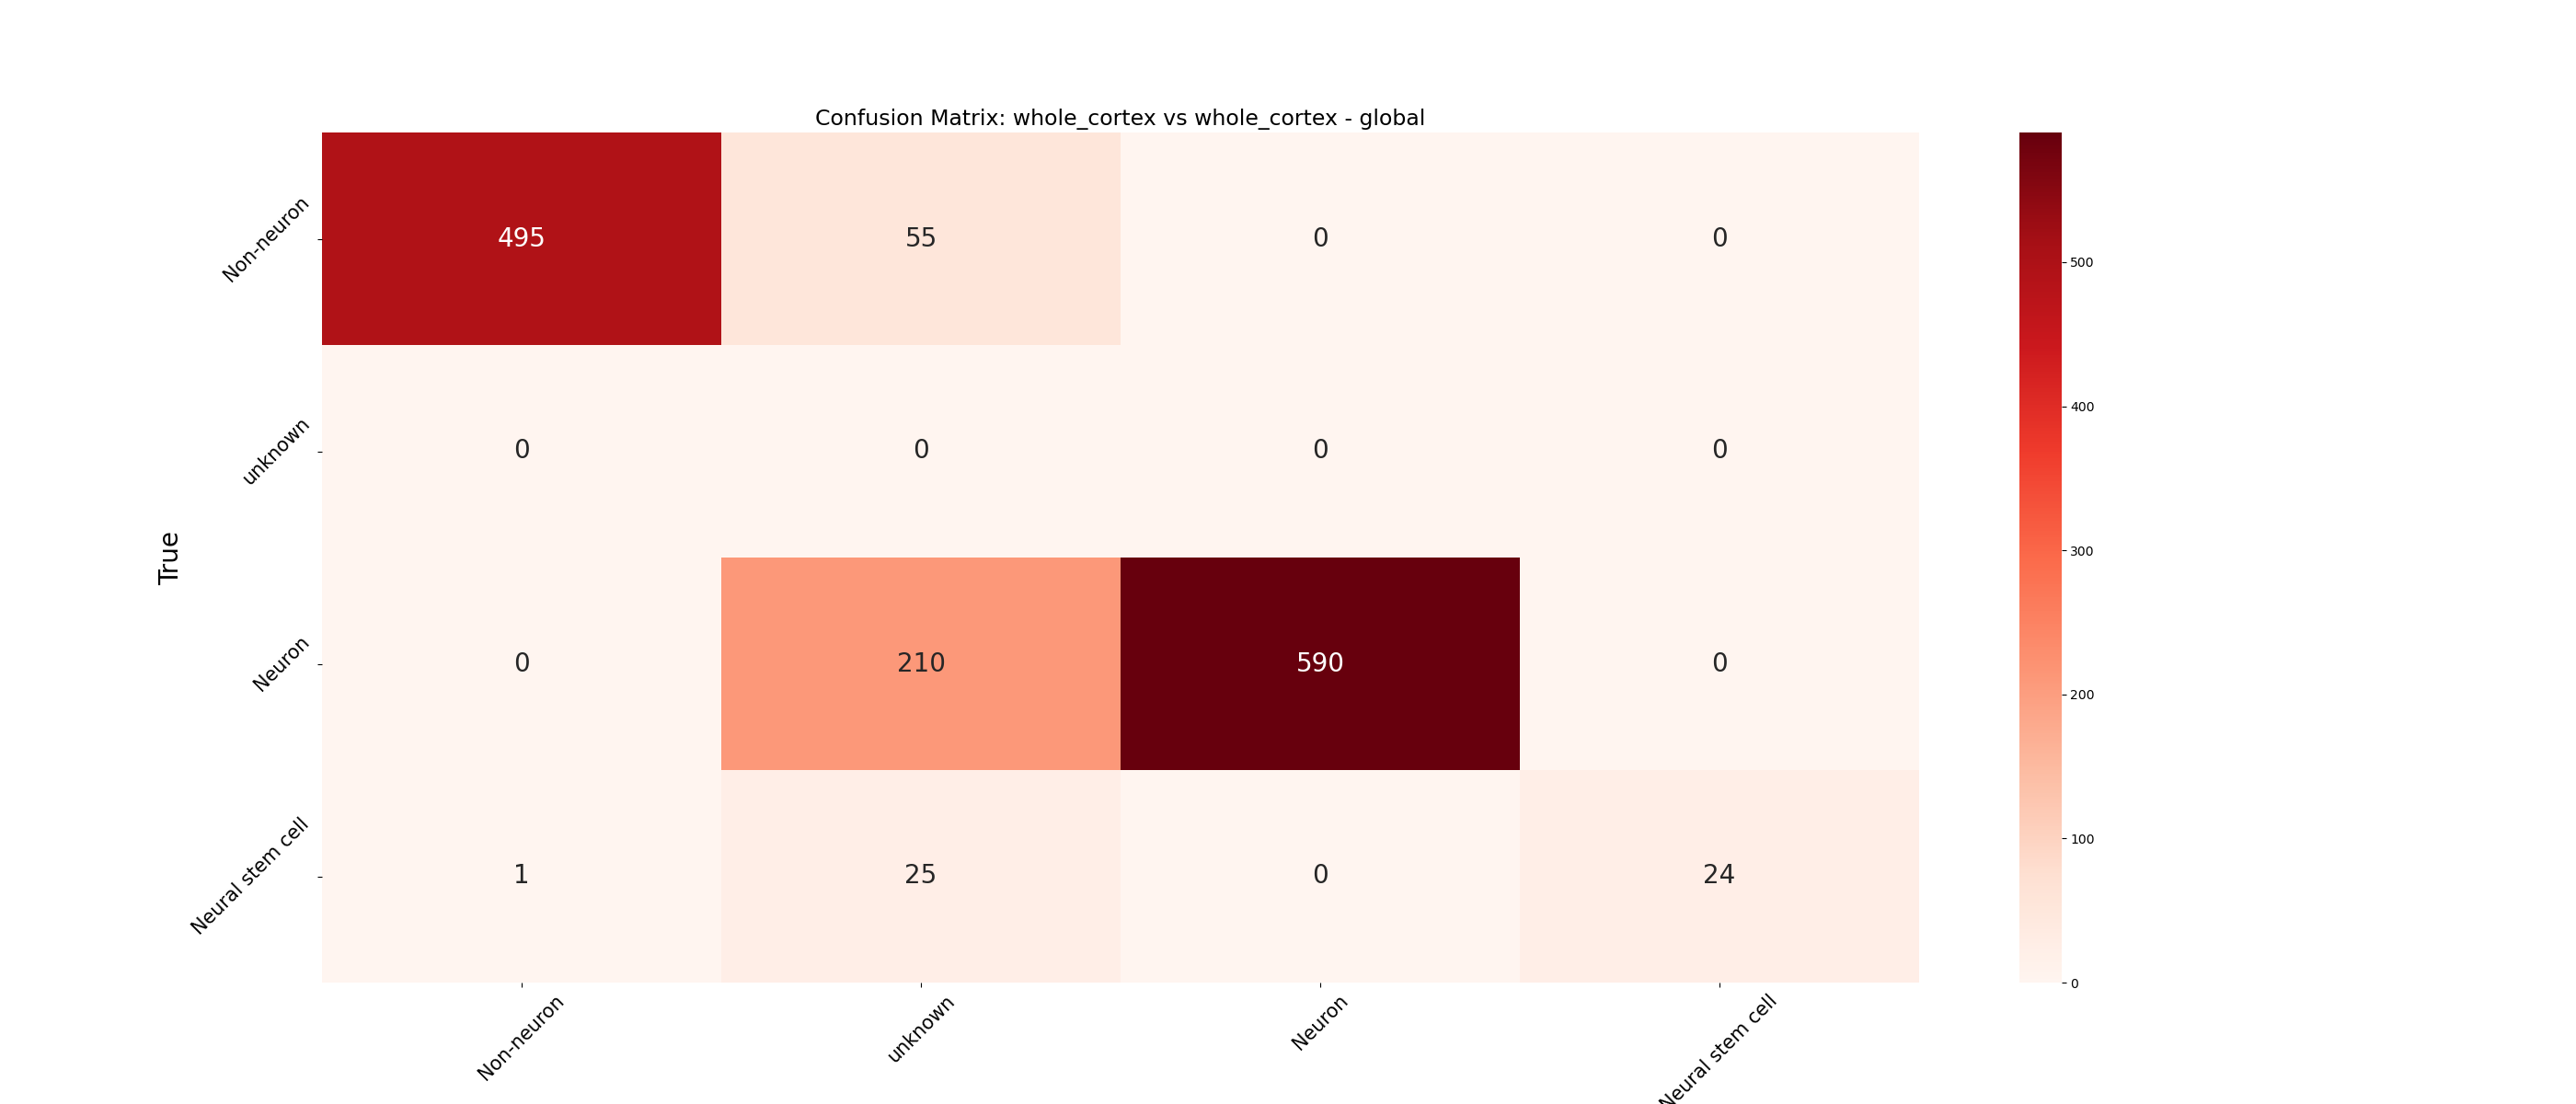 Confusion Matrix: whole_cortex vs whole_cortex - global
Non-neuron 495 55 0 0
unknown 0 0 0 0
Neuron 0 210 590 0
Neural stem cell 1 25 0 24
True
Non-neuron unknown Neuron Neural stem cell
500
400
300
200
100
0